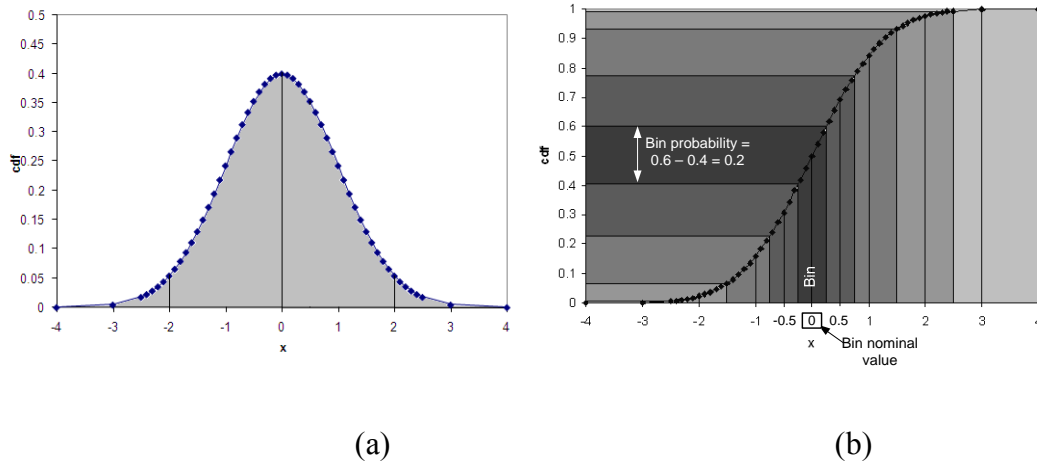 0.5
0.45
0.4
0.35
0.3
0.25
0.2
0.15
0.1
0.05
0
cdf
-4 -3 -2 -1 0 1 2 3 4
x
(a)
1
0.9
0.8
0.7
0.6
0.5
0.4
0.3
0.2
0.1
0
cdf
Bin probability =
0.6 – 0.4 = 0.2
Bin
-4 -3 -2 -1 -0.5 0 0.5 1 2 3 4
x
Bin nominal
value
(b)